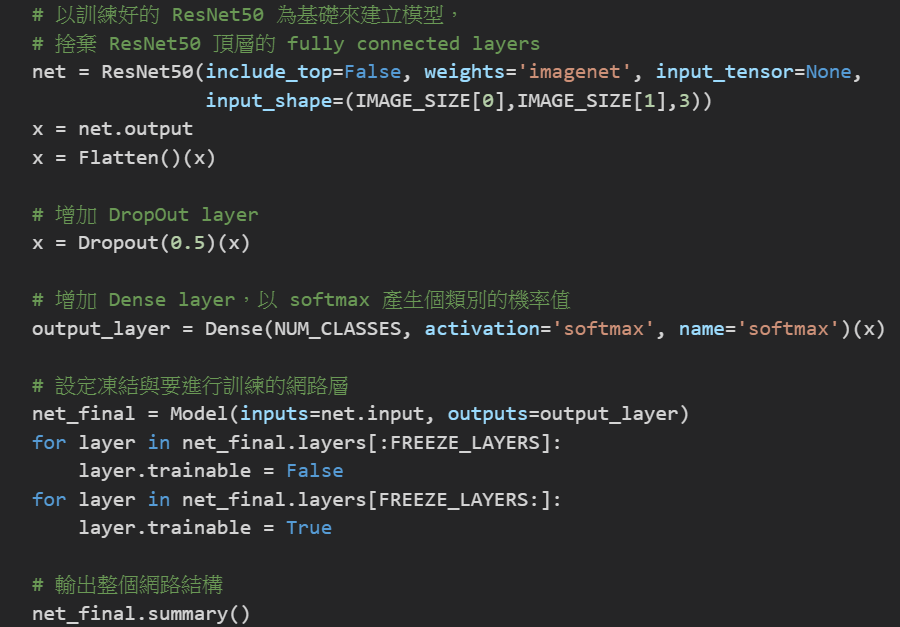 # 以訓練好的 ResNet50 為基礎來建立模型，
# 捨棄 ResNet50 頂層的 fully connected layers
net = ResNet50(include_top=False, weights='imagenet', input_tensor=None,
               input_shape=(IMAGE_SIZE[0],IMAGE_SIZE[1],3))
x = net.output
x = Flatten()(x)

# 增加 DropOut layer
x = Dropout(0.5)(x)

# 增加 Dense layer，以 softmax 產生個類別的機率值
output_layer = Dense(NUM_CLASSES, activation='softmax', name='softmax')(x)

# 設定凍結與要進行訓練的網路層
net_final = Model(inputs=net.input, outputs=output_layer)
for layer in net_final.layers[:FREEZE_LAYERS]:
    layer.trainable = False
for layer in net_final.layers[FREEZE_LAYERS:]:
    layer.trainable = True

# 輸出整個網路結構
net_final.summary()